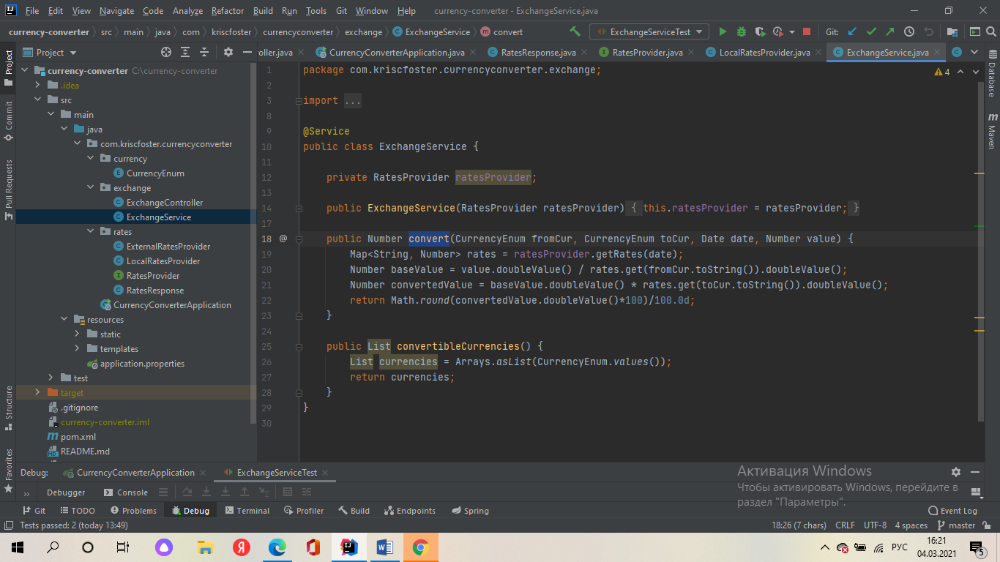 File Edit View Navigate Code Analyze Refactor Build Run Tools Git Window Help currency-converter - ExchangeService.java
currency-converter src main java com kriscfoster currencyconverter exchange ExchangeService convert ExchangeServiceTest Git:
Project
roller.java CurrencyConverterApplication.java RatesResponse.java RatesProvider.java LocalRatesProvider.java ExchangeService.java
currency-converter C:\currency-converter
.idea
src
main
java
com.kriscfoster.currencyconverter
currency
CurrencyEnum
exchange
ExchangeController
ExchangeService
rates
ExternalRatesProvider
LocalRatesProvider
RatesProvider
RatesResponse
CurrencyConverterApplication
resources
static
templates
application.properties
test
target
.gitignore
currency-converter.iml
pom.xml
README.md
Project
Commit
Pull Requests
Structure
Favorites
1 package com.kriscfoster.currencyconverter.exchange;
2
3 import ...
8
9 @Service
10 public class ExchangeService {
11
12 private RatesProvider ratesProvider;
13
14 public ExchangeService(RatesProvider ratesProvider) { this.ratesProvider = ratesProvider; }
17
18 @ public Number convert(CurrencyEnum fromCur, CurrencyEnum toCur, Date date, Number value) {
19 Map<String, Number> rates = ratesProvider.getRates(date);
20 Number baseValue = value.doubleValue() / rates.get(fromCur.toString()).doubleValue();
21 Number convertedValue = baseValue.doubleValue() * rates.get(toCur.toString()).doubleValue();
22 return Math.round(convertedValue.doubleValue()*100)/100.0d;
23 }
24
25 public List convertibleCurrencies() {
26 List currencies = Arrays.asList(CurrencyEnum.values());
27 return currencies;
28 }
29 }
30
4
Database
Maven
Debug: CurrencyConverterApplication ExchangeServiceTest
Debugger Console
Активация Windows
Чтобы активировать Windows, перейдите в
раздел "Параметры".
Git TODO Problems Debug Terminal Profiler Build Endpoints Spring Event Log
Tests passed: 2 (today 13:49) 18:26 (7 chars) CRLF UTF-8 4 spaces master
РУС 16:21
04.03.2021
5